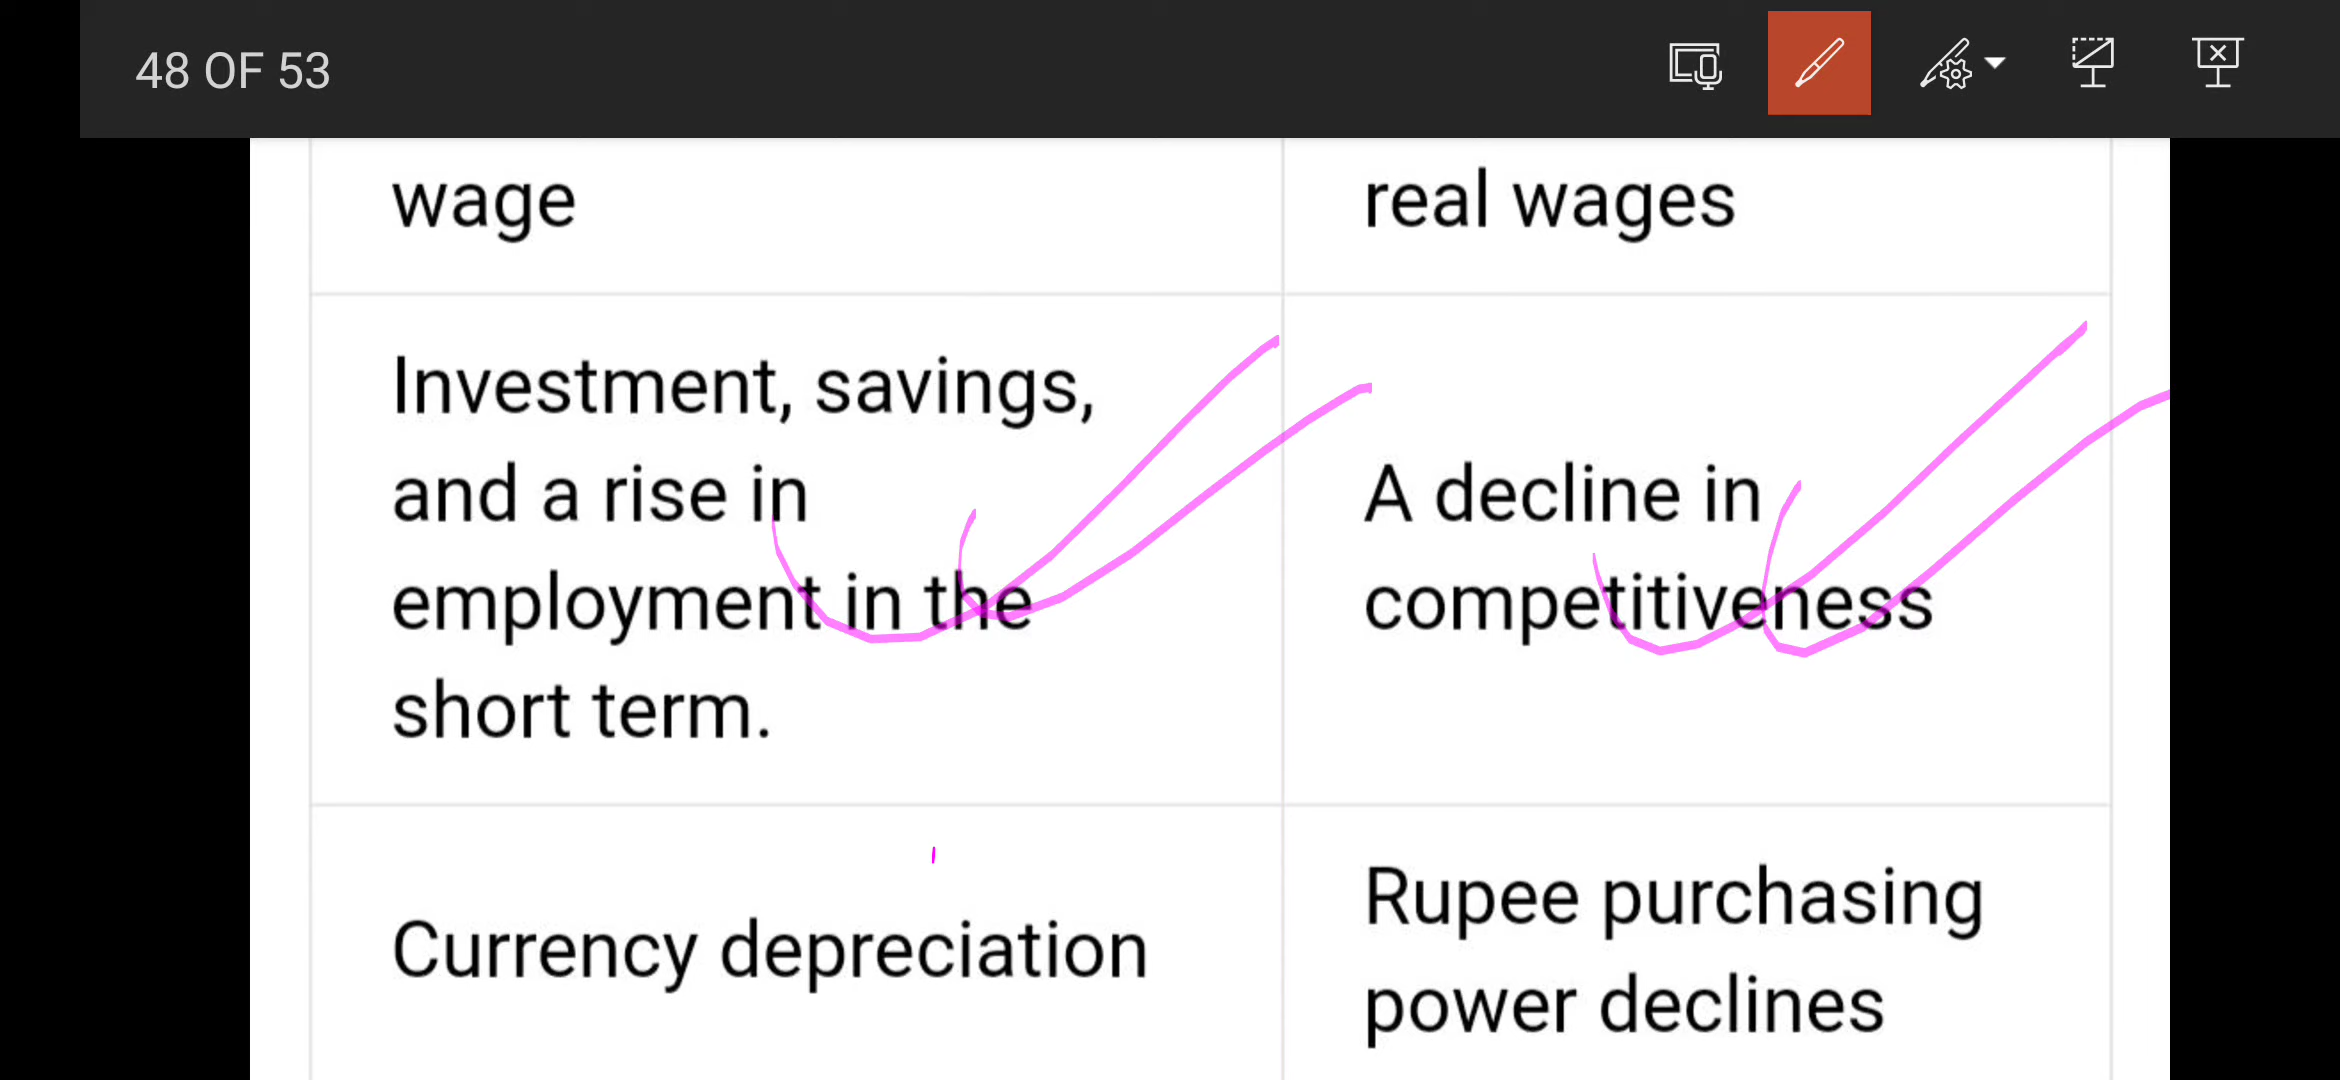 48 OF 53
wage
real wages
Investment, savings,
and a rise in
employment in the
short term.
A decline in
competitiveness
Currency depreciation
Rupee purchasing
power declines